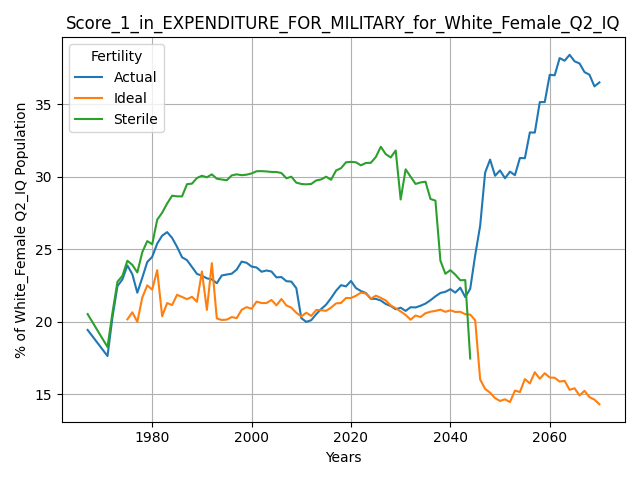 Score_1_in_EXPENDITURE_FOR_MILITARY_for_White_Female_Q2_IQ
Fertility
Actual
Ideal
Sterile
% of White_Female Q2_IQ Population
35
30
25
20
15
1980
2000
2020
2040
2060
Years